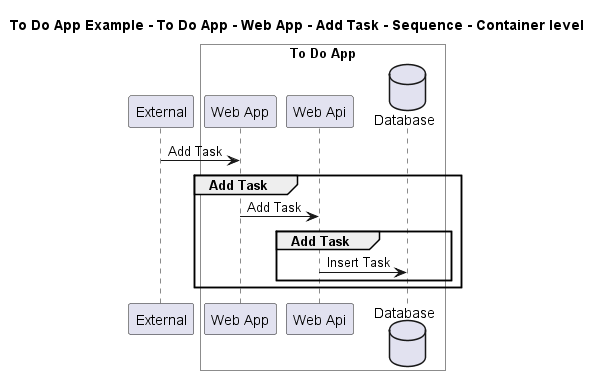 To Do App Example - To Do App - Web App - Add Task - Sequence - Container level
To Do App
External
Web App
Web Api
Database
Add Task
Add Task
Add Task
Add Task
Insert Task
External
Web App
Web Api
Database